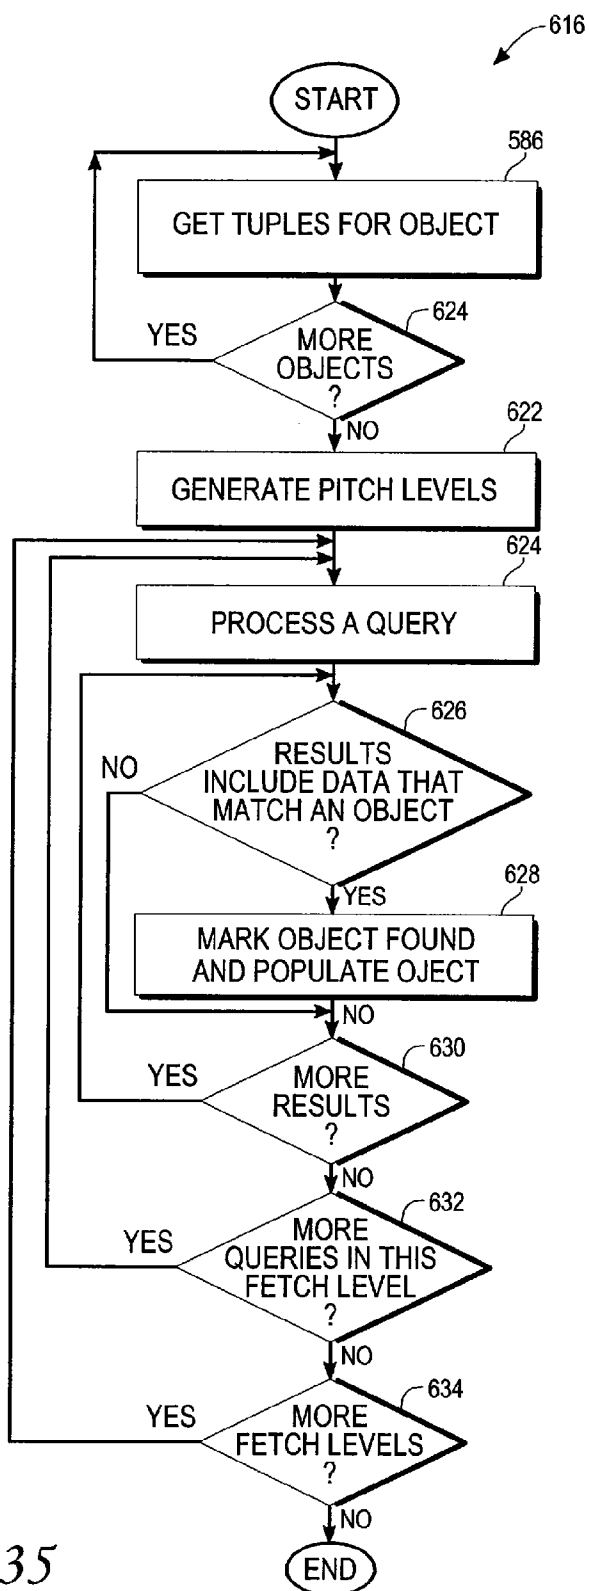 616
START
586
GET TUPLES FOR OBJECT
624
YES
MORE
OBJECTS
?
NO
622
GENERATE PITCH LEVELS
624
PROCESS A QUERY
626
NO
RESULTS
INCLUDE DATA THAT
MATCH AN OBJECT
?
YES
628
MARK OBJECT FOUND
AND POPULATE OJECT
NO
630
YES
MORE
RESULTS
?
NO
632
YES
MORE
QUERIES IN THIS
FETCH LEVEL
?
NO
634
YES
MORE
FETCH LEVELS
?
NO
35
END